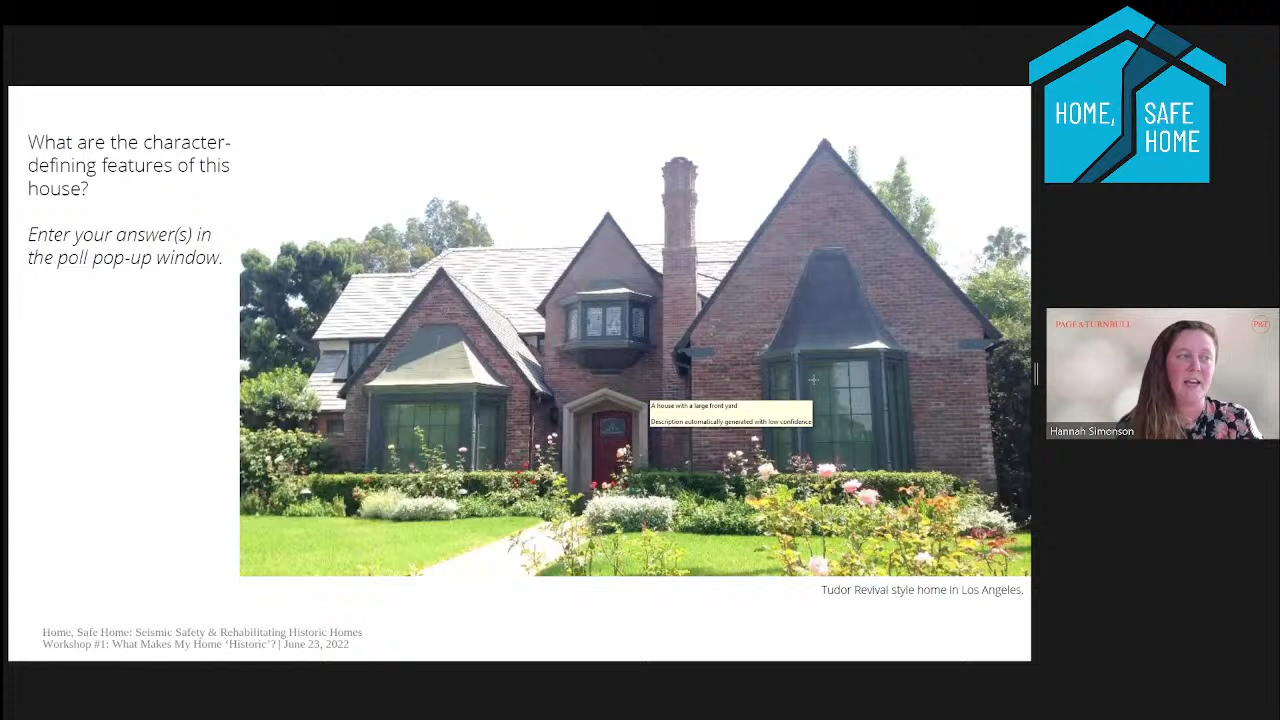 HOME, SAFE
HOME
What are the character-
defining features of this
house?
Enter your answer(s) in
the poll pop-up window.
A house with a large front yard
Description automatically generated with low confidence
PAGE&TURNBULL
P&T
Hannah Simonson
Tudor Revival style home in Los Angeles.
Home, Safe Home: Seismic Safety & Rehabilitating Historic Homes
Workshop #1: What Makes My Home ‘Historic’? | June 23, 2022